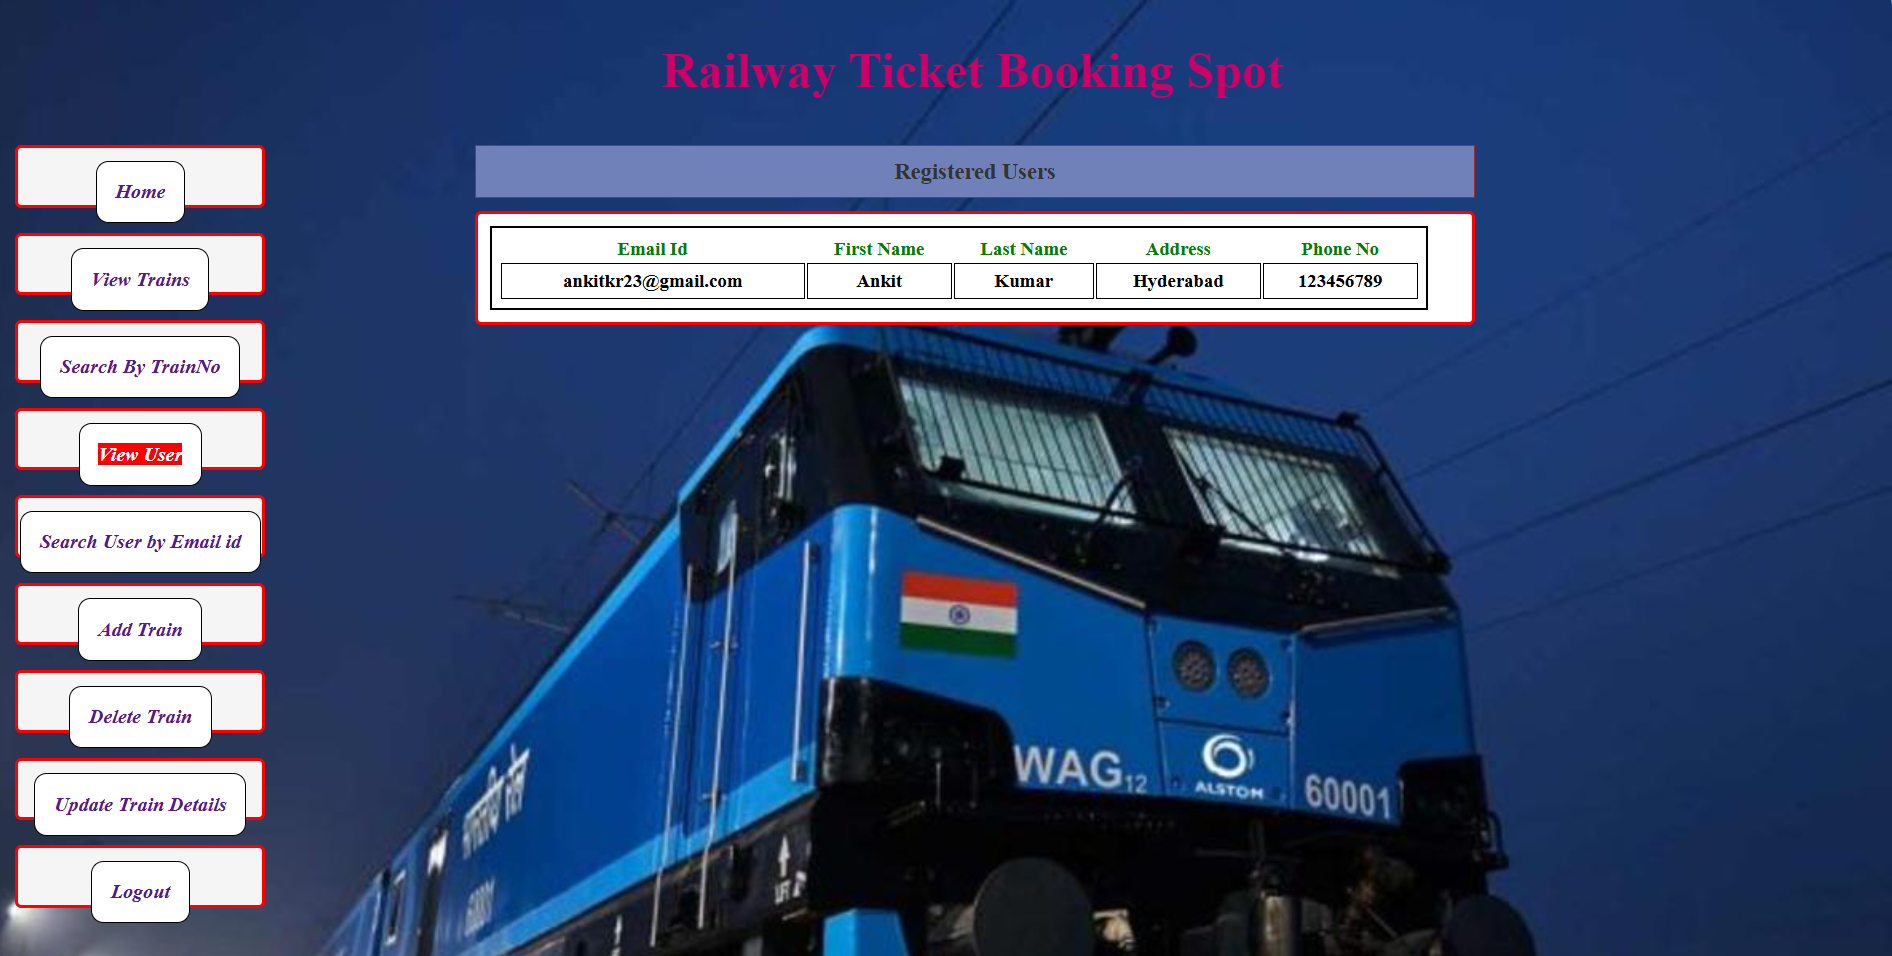 Railway Ticket Booking Spot
Home
View Trains
Search By TrainNo
View User
Search User by Email id
Add Train
Delete Train
Update Train Details
Logout
Registered Users
Email Id First Name Last Name Address Phone No
ankitkr23@gmail.com Ankit Kumar Hyderabad 123456789
WAG12
ALSTOM
60001
भारतीय रेल
60001